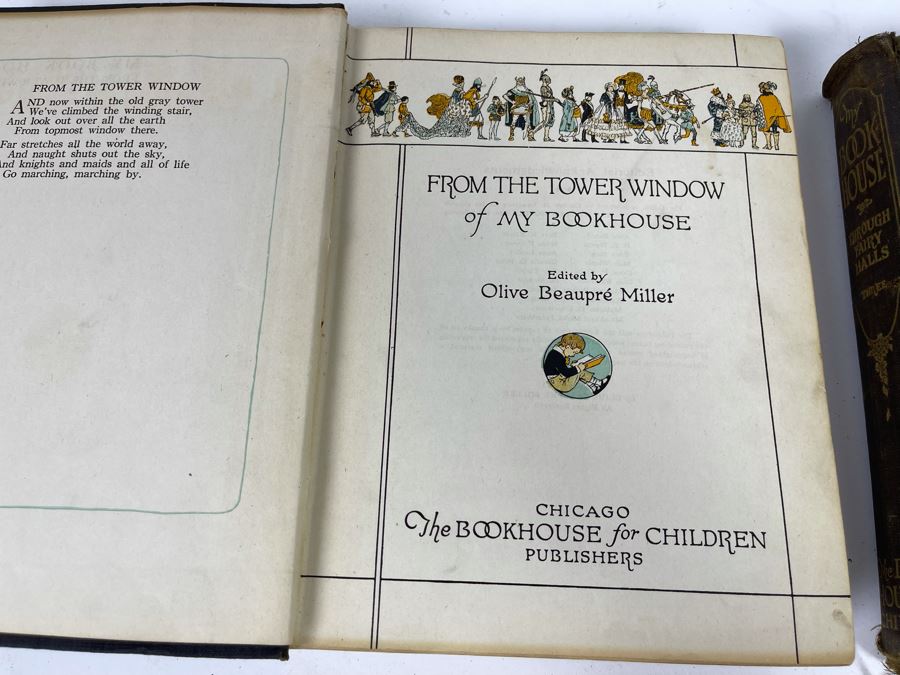 FROM THE TOWER WINDOW
AND now within the old gray tower
We've climbed the winding stair,
And look out over all the earth
From topmost window there.
Far stretches all the world away,
And naught shuts out the sky,
And knights and maids and all of life
Go marching, marching by.
FROM THE TOWER WINDOW
of MY BOOKHOUSE
Edited by
Olive Beaupré Miller
CHICAGO
The BOOKHOUSE for CHILDREN
PUBLISHERS
my
BOOK
HOUSE
THROUGH
FAIRY
HALLS
THREE